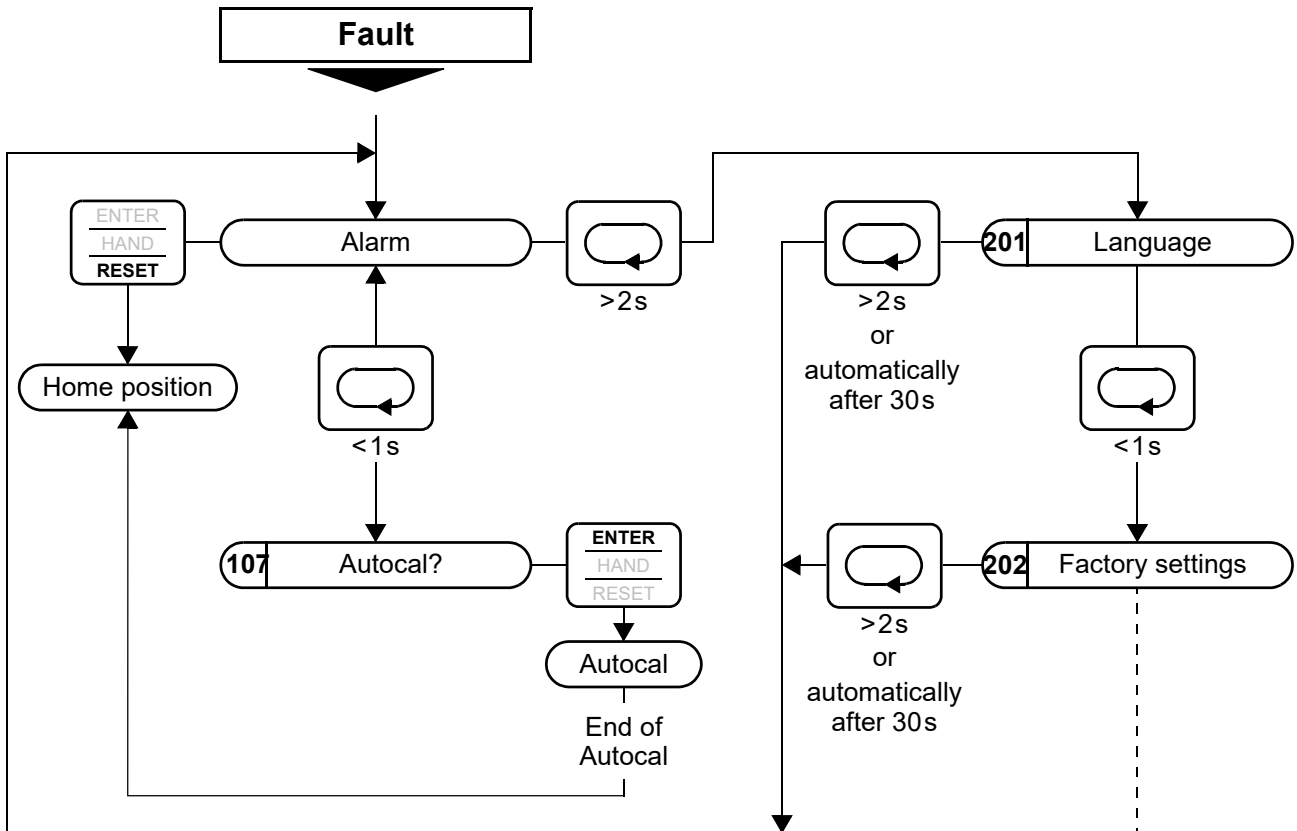 Fault
ENTER
HAND
RESET
Alarm
>2s
>2s
or
automatically
after 30s
201 Language
Home position
<1s
<1s
107 Autocal?
ENTER
HAND
RESET
>2s
or
automatically
after 30s
202 Factory settings
Autocal
End of
Autocal